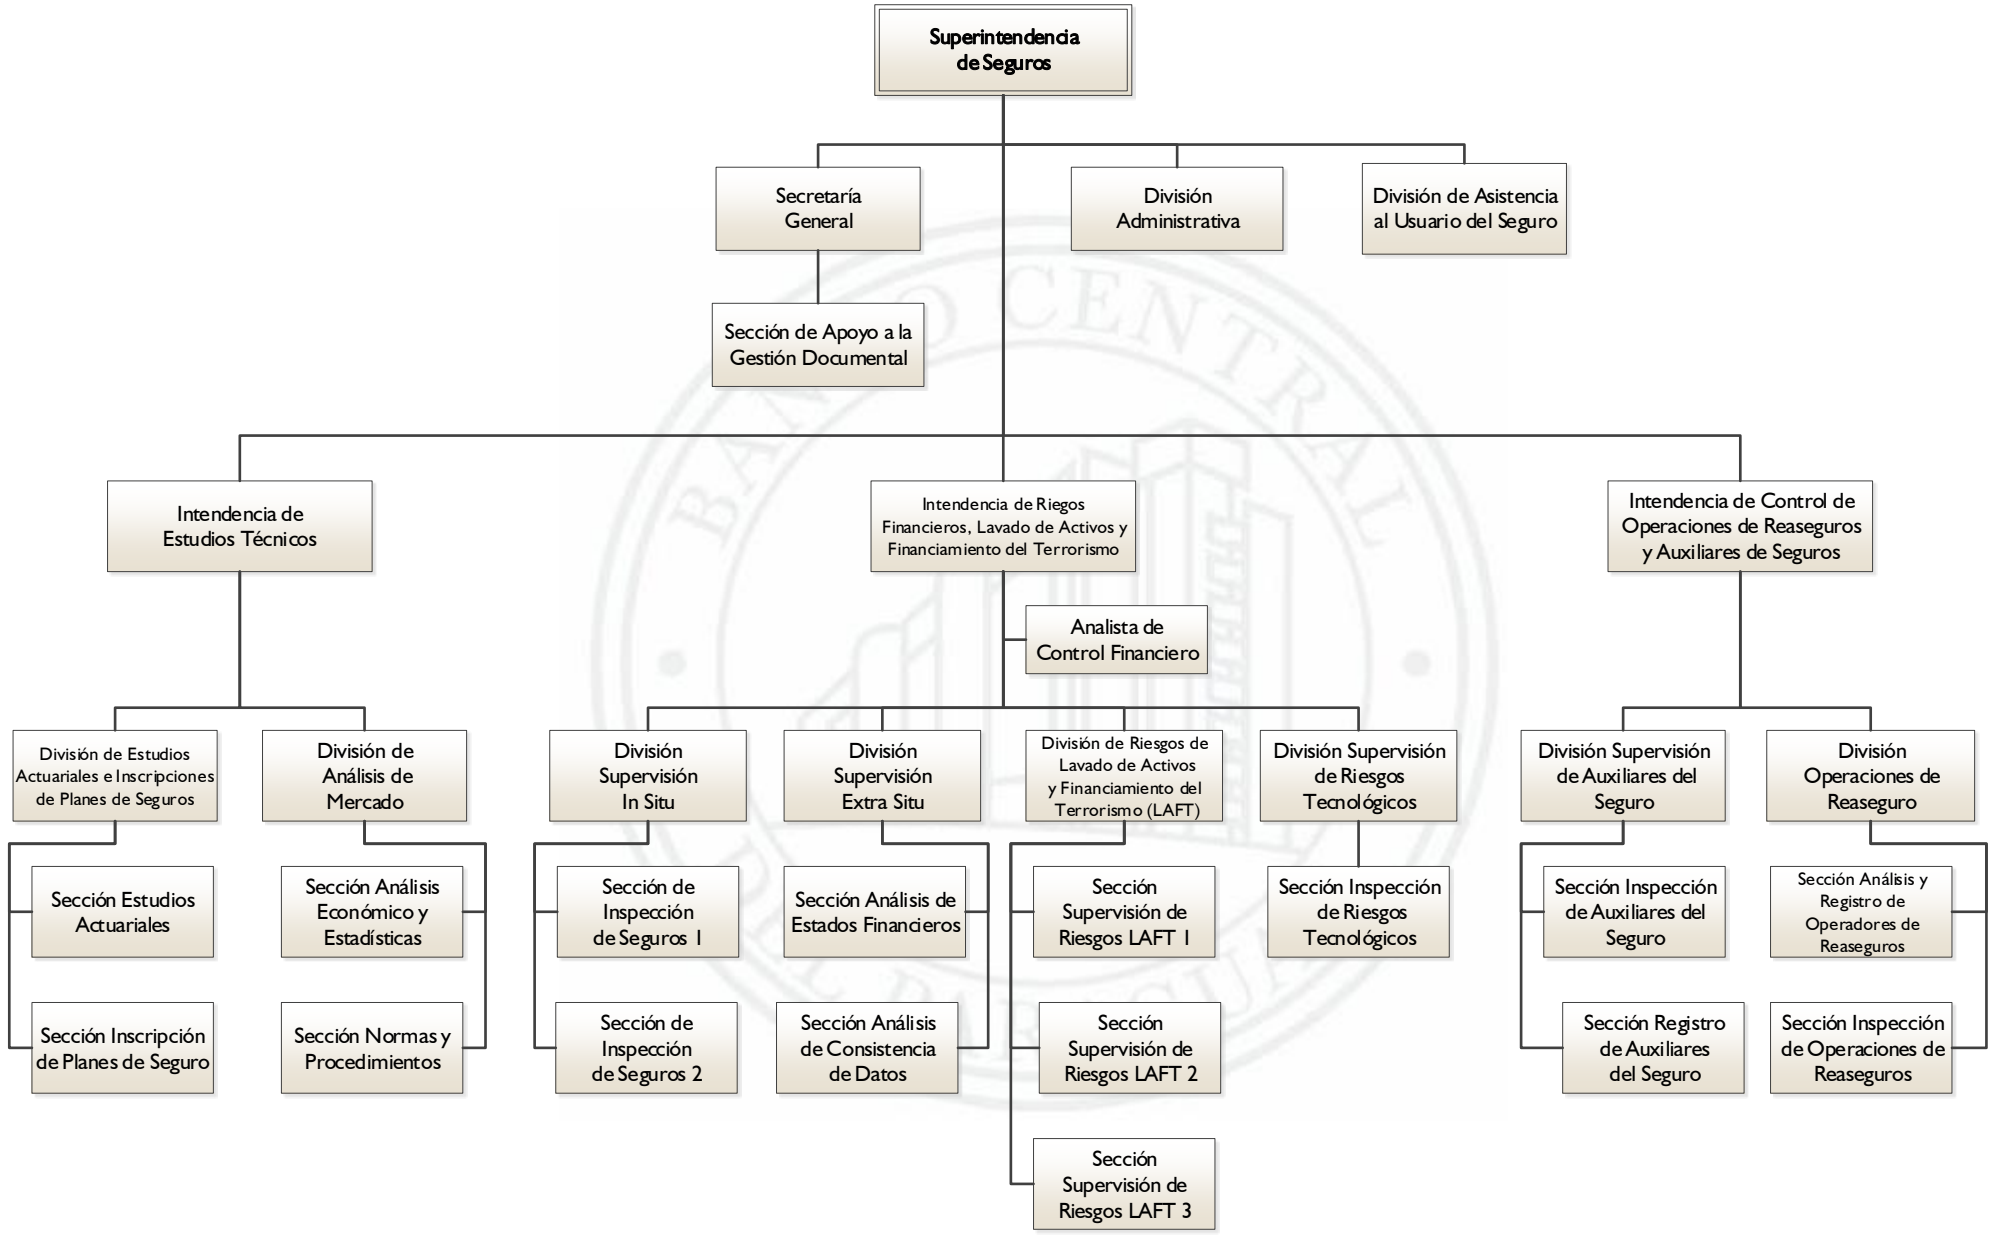 Superintendencia
de Seguros
Secretaría
General
División
Administrativa
División de Asistencia
al Usuario del Seguro
Sección de Apoyo a la
Gestión Documental
Intendencia de
Estudios Técnicos
Intendencia de Riegos
Financieros, Lavado de Activos y
Financiamiento del Terrorismo
Intendencia de Control de
Operaciones de Reaseguros
y Auxiliares de Seguros
Analista de
Control Financiero
División de Estudios
Actuariales e Inscripciones
de Planes de Seguros
División de
Análisis de
Mercado
División
Supervisión
In Situ
División
Supervisión
Extra Situ
División de Riesgos de
Lavado de Activos
y Financiamiento del
Terrorismo (LAFT)
División Supervisión
de Riesgos
Tecnológicos
División Supervisión
de Auxiliares del
Seguro
División
Operaciones de
Reaseguro
Sección Estudios
Actuariales
Sección Análisis
Económico y
Estadísticas
Sección de
Inspección
de Seguros 1
Sección Análisis de
Estados Financieros
Sección
Supervisión de
Riesgos LAFT 1
Sección Inspección
de Riesgos
Tecnológicos
Sección Inspección
de Auxiliares del
Seguro
Sección Análisis y
Registro de
Operadores de
Reaseguros
Sección Inscripción
de Planes de Seguro
Sección Normas y
Procedimientos
Sección de
Inspección
de Seguros 2
Sección Análisis
de Consistencia
de Datos
Sección
Supervisión de
Riesgos LAFT 2
Sección Registro
de Auxiliares
del Seguro
Sección Inspección
de Operaciones de
Reaseguros
Sección
Supervisión de
Riesgos LAFT 3
BANCO CENTRAL
DEL PARAGUAY